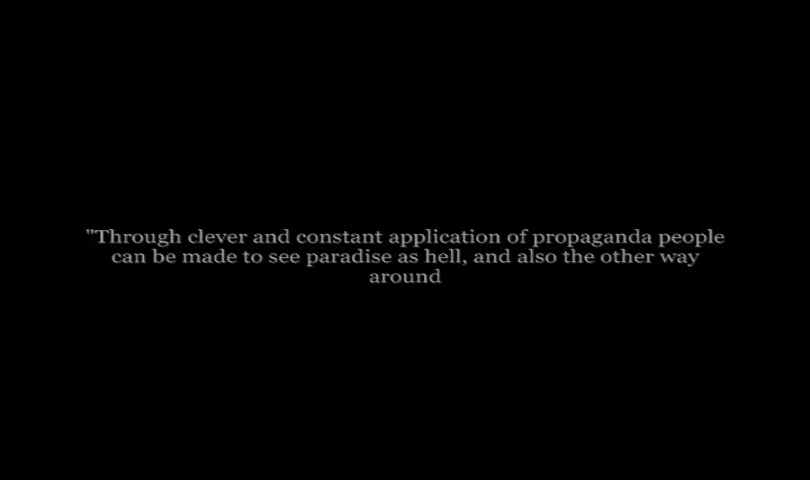 "Through clever and constant application of propaganda people
can be made to see paradise as hell, and also the other way
around